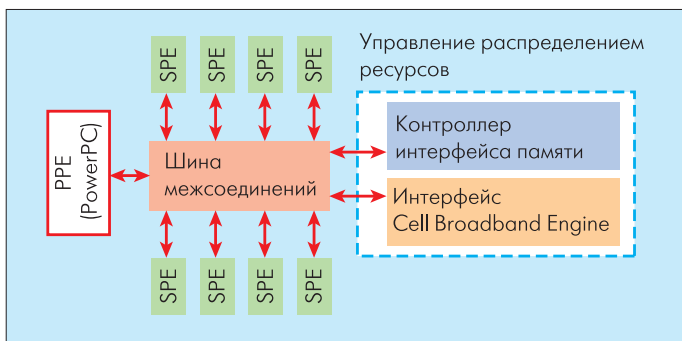 SPE
SPE
SPE
SPE
Управление распределением
ресурсов
PPE
(PowerPC)
Шина
межсоединений
Контроллер
интерфейса памяти
Интерфейс
Cell Broadband Engine
SPE
SPE
SPE
SPE